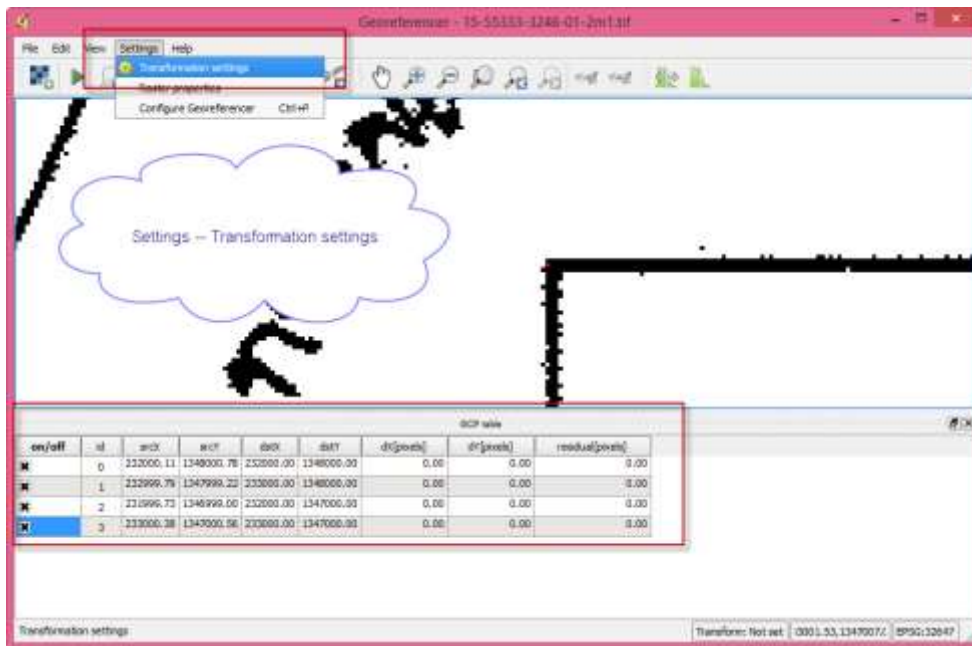 Georeferencer - 15-55333-3248-01-2m1.tif
File Edit View Settings Help
Transformation settings
Raster properties
Configure Georeferencer Ctrl+P
Settings -- Transformation settings
GCP table
on/off id srcX srcY dstX dstY dX[pixels] dY[pixels] residual[pixels]
0 232000.11 1348000.78 232000.00 1348000.00 0.00 0.00 0.00
1 232999.79 1347999.22 233000.00 1348000.00 0.00 0.00 0.00
2 231999.73 1346999.00 232000.00 1347000.00 0.00 0.00 0.00
3 233000.38 1347000.56 233000.00 1347000.00 0.00 0.00 0.00
Transformation settings
Transform: Not set
EPSG:32647